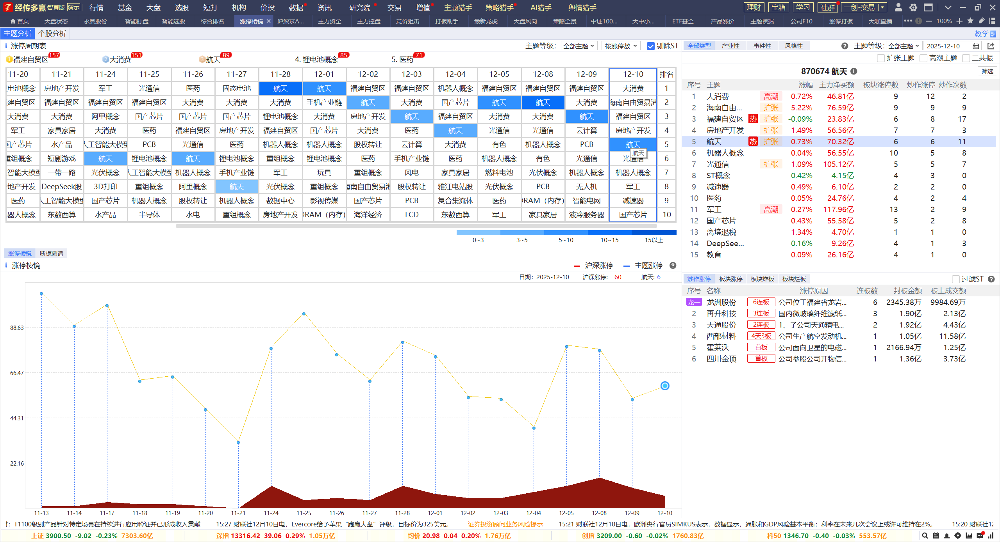 经传多赢 智尊版 演示 行情 基金 大盘 选股 短打 机构 价投 数据 资讯 研究院 交易 增值 主题猎手 策略猎手 AI猎手 舆情猎手 理财 宝箱 学习 社群 一创-交易
首页 大盘状态 永鼎股份 智能盯盘 智能选股 综合排名 涨停棱镜 沪深京A... 主力资金 主力控盘 竞价狙击 打板助手 最新龙虎 大盘风向 策略全景 中证100... 大中小... ETF基金 产品涨价 主题挖掘 公司F10 涨停打板 大咖直播 ••• 100%
主题分析 个股分析 教学
涨停周期表 主题等级: 全部主题 按涨停数 剔除ST
1 福建自贸区 157 2 大消费 151 3 航天 89 4. 锂电池概念 85 5. 医药 71
11-20 11-21 11-24 11-25 11-26 11-27 11-28 12-01 12-02 12-03 12-04 12-05 12-08 12-09 12-10 排名
电池概念 房地产开发 军工 光通信 医药 固态电池 航天 航天 福建自贸区 福建自贸区 机器人概念 福建自贸区 福建自贸区 福建自贸区 大消费 1
建自贸区 福建自贸区 福建自贸区 福建自贸区 大消费 大消费 大消费 手机产业链 航天 大消费 国产芯片 航天 航天 大消费 海南自由贸易港 2
大消费 大消费 阿里概念 国产芯片 国产芯片 国产芯片 锂电池概念 大消费 房地产开发 航天 福建自贸区 大消费 大消费 航天 福建自贸区 3
军工 家具家居 大消费 医药 福建自贸区 房地产开发 福建自贸区 国产芯片 大消费 医药 航天 光通信 光通信 云计算 房地产开发 4
国产芯片 水产品 人工智能大模型 PCB 光通信 医药 机器人概念 机器人概念 股权转让 云计算 大消费 有色 机器人概念 PCB 航天 5
重组概念 短剧游戏 航天 锂电池概念 航天 锂电池概念 重组概念 锂电池概念 医药 手机产业链 医药 机器人概念 有色 光通信 光通信 6
航天
智能大模型 一带一路 光伏概念 人工智能大模型 机器人概念 手机产业链 军工 玩具 重组概念 风电 家具家居 燃料电池 光伏概念 机器人概念 机器人概念 7
地产开发 DeepSeek股 3D打印 重组概念 阿里概念 航天 光伏概念 重组概念 海南自由贸易港 股权转让 雅江电站股 光伏概念 PCB 无人机 军工 8
医药 人工智能大模型 国产芯片 机器人概念 股权转让 机器人概念 数据中心 影视传媒 国产芯片 PCB 复合集流体 医药 DRAM（内存） 智能电网 减速器 9
器人概念 东数西算 水产品 半导体 水电 重组概念 房地产开发 DRAM（内存） 海洋经济 LCD 东数西算 军工 家具家居 液冷服务器 国产芯片 10
0~3 3~5 5~10 10~15 15以上
涨停棱镜 断板图谱
涨停棱镜 沪深涨停 主题涨停
日期: 2025-12-10 沪深涨停: 60 航天: 6
88.63
66.47
44.31
22.16
11-13 11-14 11-17 11-18 11-19 11-20 11-21 11-24 11-25 11-26 11-27 11-28 12-01 12-02 12-03 12-04 12-05 12-08 12-09 12-10
全部类型 产业性 事件性 风格性 主题等级: 全部主题 2025-12-10
扩张主题 高潮主题 三共振
870674 航天 筛选
序号 主题 涨幅 主力净买额 板块涨停数 炒作涨停 炒作次数
1 大消费 高潮 0.72% 46.81亿 9 12 2
2 海南自由... 扩张 5.22% 76.59亿 9 9 9
3 福建自贸区 热 扩张 -0.09% 23.83亿 6 8 17
4 房地产开发 扩张 1.49% 56.56亿 7 7 3
5 航天 热 扩张 0.73% 70.32亿 6 6 11
6 机器人概念 0.04% 56.55亿 10 5 8
7 光通信 扩张 1.09% 105.12亿 5 5 7
8 ST概念 -0.42% -4.15亿 4 3 0
9 减速器 0.49% 6.10亿 2 2 0
10 医药 0.05% 24.76亿 4 2 4
11 军工 高潮 0.27% 117.96亿 13 2 9
12 国产芯片 0.43% 55.58亿 5 2 8
13 离境退税 1.34% 4.70亿 1 1 0
14 DeepSee... -0.16% 9.26亿 4 1 3
15 教育 0.09% 26.16亿 4 1 0
炒作涨停 板块涨停 板块炸板 板块烂板 过滤ST
序号 名称 涨停原因 连板数 封板金额 板上成交额
龙一 龙洲股份 6连板 公司位于福建省龙岩... 6 2345.38万 9984.69万
2 再升科技 3连板 国内微玻璃纤维滤纸... 3 1.90亿 2.13亿
3 天通股份 2连板 1、子公司天通精电... 2 1.92亿 4.43亿
4 西部材料 4天3板 公司生产航空发动机... 1 1.05亿 11.58亿
5 霍莱沃 首板 公司面向卫星的电磁... 1 2166.94万 1.25亿
6 四川金顶 首板 公司参股公司开物信... 1 1.36亿 3.73亿
: T1100级别产品针对特定场景在持续进行应用验证并已形成收入贡献 15:27 财联社12月10日电，Evercore给予苹果“跑赢大盘”评级，目标价为325美元。 证券投资顾问业务风险提示 15:21 财联社12月10日电，欧洲央行官员SIMKUS表示，数据显示，通胀和GDP风险基本平衡；利率在未来几次会议上或许可维持在2%。 15:20 财联社12
上证 3900.50 -9.02 -0.23% 7303.60亿 深指 13316.42 39.06 0.29% 1.05万亿 均价 20.98 0.04 0.20% 1.76万亿 创指 3209.00 -0.60 -0.02% 1760.83亿 科50 1346.70 -0.40 -0.03% 553.57亿